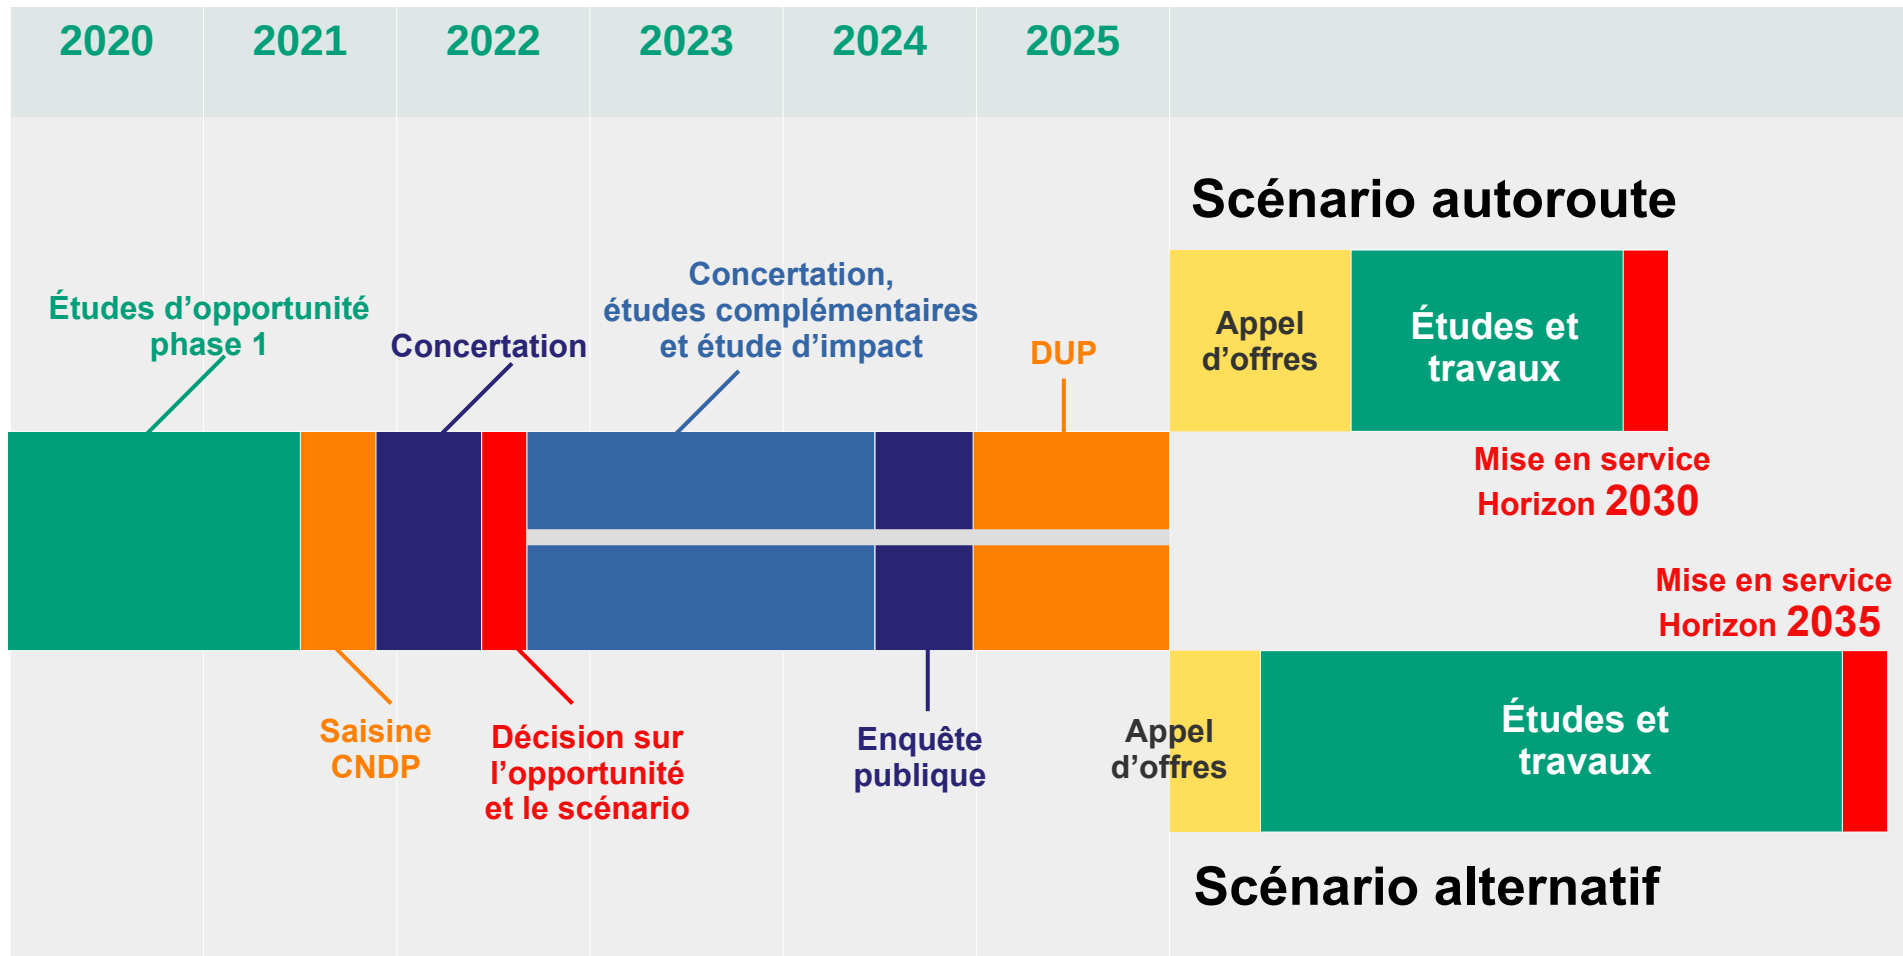 2020 2021 2022 2023 2024 2025
Scénario autoroute
Études d’opportunité
phase 1
Concertation
Concertation,
études complémentaires
et étude d’impact
DUP
Appel
d’offres
Études et
travaux
Mise en service
Horizon 2030
Mise en service
Horizon 2035
Saisine
CNDP
Décision sur
l’opportunité
et le scénario
Enquête
publique
Appel
d’offres
Études et
travaux
Scénario alternatif